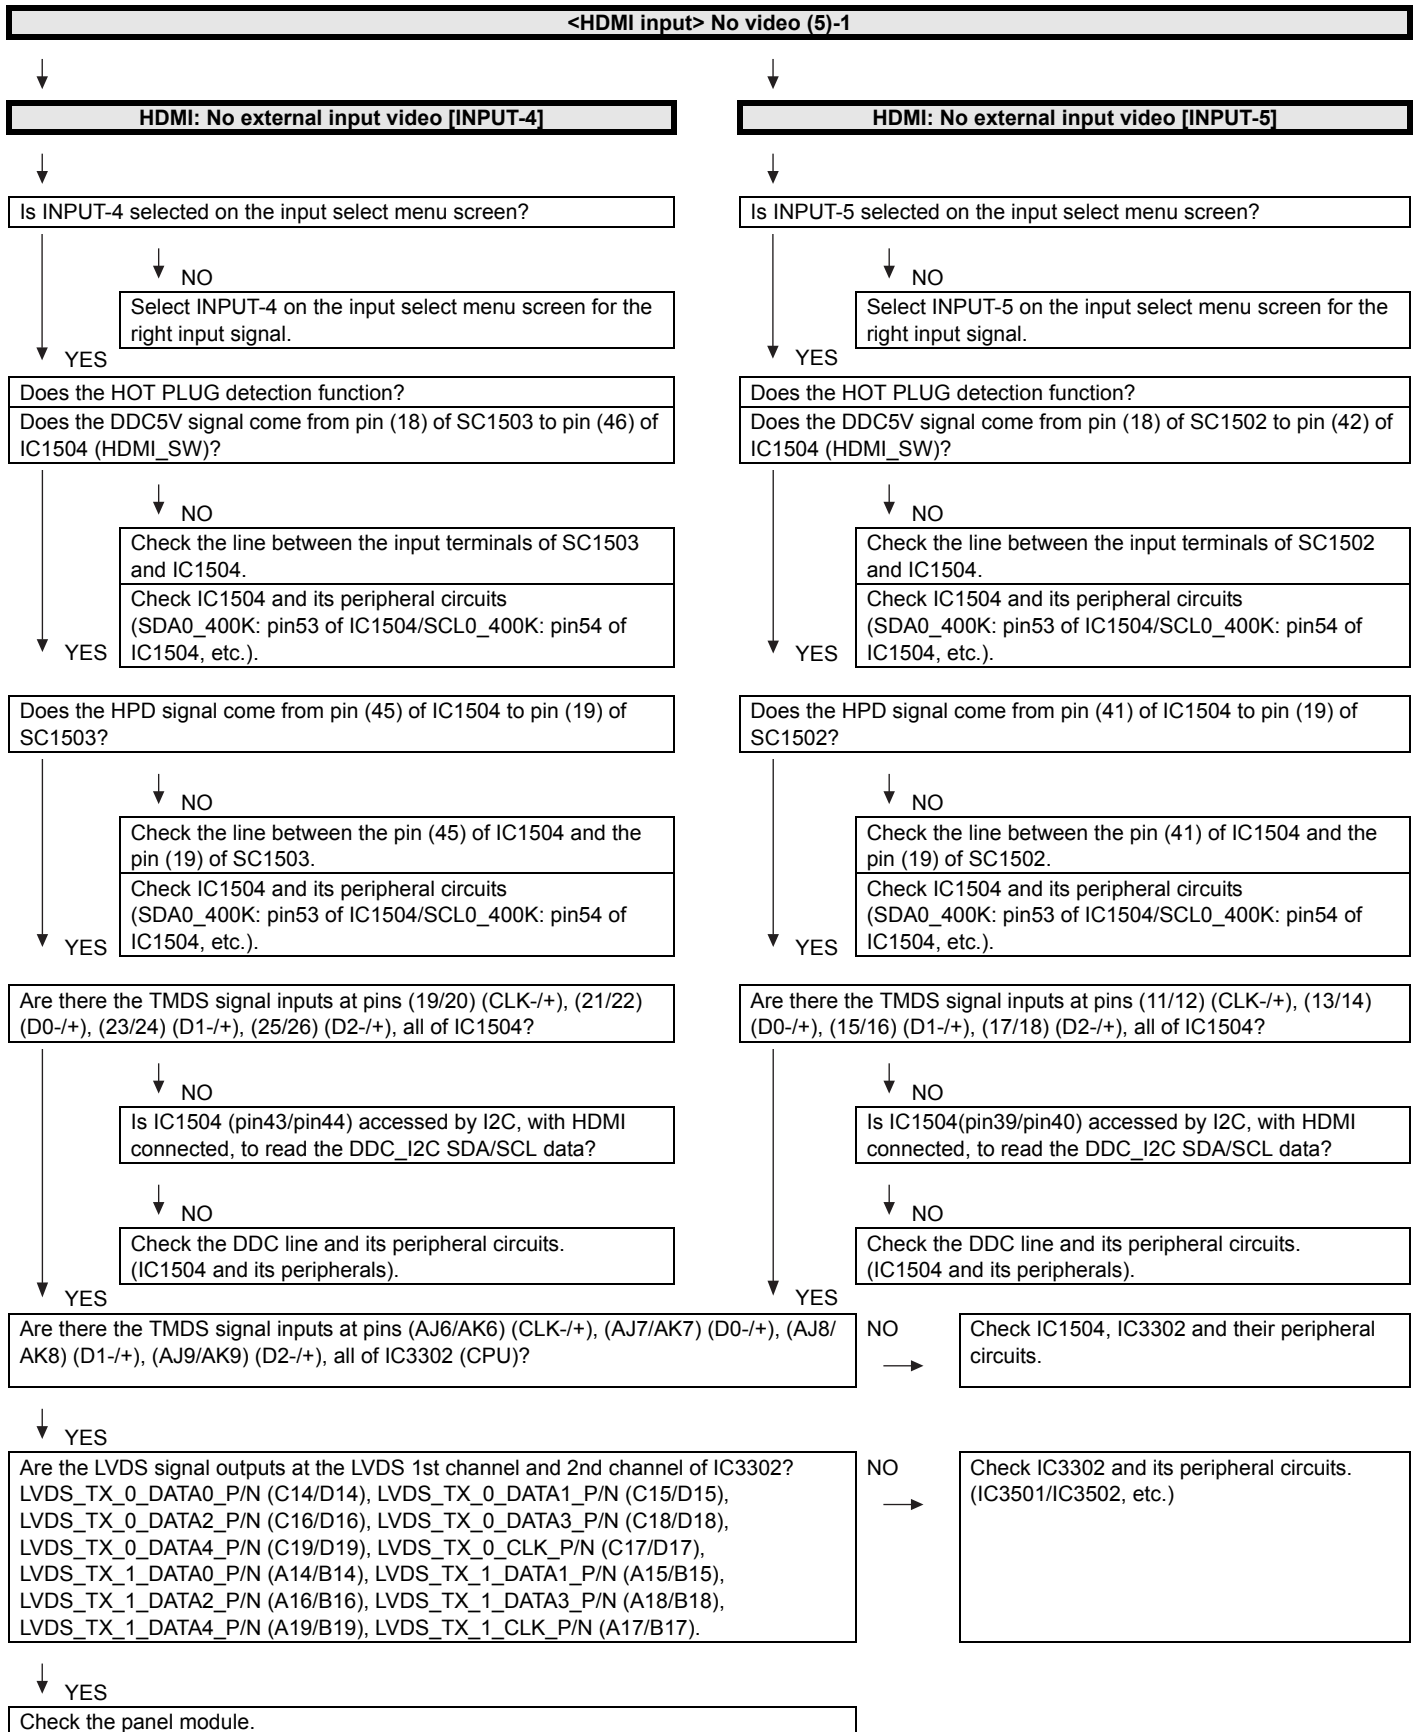 <HDMI input> No video (5)-1
HDMI: No external input video [INPUT-4]
Is INPUT-4 selected on the input select menu screen?
NO
Select INPUT-4 on the input select menu screen for the
right input signal.
YES
Does the HOT PLUG detection function?
Does the DDC5V signal come from pin (18) of SC1503 to pin (46) of
IC1504 (HDMI_SW)?
NO
Check the line between the input terminals of SC1503
and IC1504.
Check IC1504 and its peripheral circuits
(SDA0_400K: pin53 of IC1504/SCL0_400K: pin54 of
IC1504, etc.).
YES
Does the HPD signal come from pin (45) of IC1504 to pin (19) of
SC1503?
NO
Check the line between the pin (45) of IC1504 and the
pin (19) of SC1503.
Check IC1504 and its peripheral circuits
(SDA0_400K: pin53 of IC1504/SCL0_400K: pin54 of
IC1504, etc.).
YES
Are there the TMDS signal inputs at pins (19/20) (CLK-/+), (21/22)
(D0-/+), (23/24) (D1-/+), (25/26) (D2-/+), all of IC1504?
NO
Is IC1504 (pin43/pin44) accessed by I2C, with HDMI
connected, to read the DDC_I2C SDA/SCL data?
NO
Check the DDC line and its peripheral circuits.
(IC1504 and its peripherals).
YES
HDMI: No external input video [INPUT-5]
Is INPUT-5 selected on the input select menu screen?
NO
Select INPUT-5 on the input select menu screen for the
right input signal.
YES
Does the HOT PLUG detection function?
Does the DDC5V signal come from pin (18) of SC1502 to pin (42) of
IC1504 (HDMI_SW)?
NO
Check the line between the input terminals of SC1502
and IC1504.
Check IC1504 and its peripheral circuits
(SDA0_400K: pin53 of IC1504/SCL0_400K: pin54 of
IC1504, etc.).
YES
Does the HPD signal come from pin (41) of IC1504 to pin (19) of
SC1502?
NO
Check the line between the pin (41) of IC1504 and the
pin (19) of SC1502.
Check IC1504 and its peripheral circuits
(SDA0_400K: pin53 of IC1504/SCL0_400K: pin54 of
IC1504, etc.).
YES
Are there the TMDS signal inputs at pins (11/12) (CLK-/+), (13/14)
(D0-/+), (15/16) (D1-/+), (17/18) (D2-/+), all of IC1504?
NO
Is IC1504(pin39/pin40) accessed by I2C, with HDMI
connected, to read the DDC_I2C SDA/SCL data?
NO
Check the DDC line and its peripheral circuits.
(IC1504 and its peripherals).
YES
Are there the TMDS signal inputs at pins (AJ6/AK6) (CLK-/+), (AJ7/AK7) (D0-/+), (AJ8/
AK8) (D1-/+), (AJ9/AK9) (D2-/+), all of IC3302 (CPU)?
NO
Check IC1504, IC3302 and their peripheral
circuits.
YES
Are the LVDS signal outputs at the LVDS 1st channel and 2nd channel of IC3302?
LVDS_TX_0_DATA0_P/N (C14/D14), LVDS_TX_0_DATA1_P/N (C15/D15),
LVDS_TX_0_DATA2_P/N (C16/D16), LVDS_TX_0_DATA3_P/N (C18/D18),
LVDS_TX_0_DATA4_P/N (C19/D19), LVDS_TX_0_CLK_P/N (C17/D17),
LVDS_TX_1_DATA0_P/N (A14/B14), LVDS_TX_1_DATA1_P/N (A15/B15),
LVDS_TX_1_DATA2_P/N (A16/B16), LVDS_TX_1_DATA3_P/N (A18/B18),
LVDS_TX_1_DATA4_P/N (A19/B19), LVDS_TX_1_CLK_P/N (A17/B17).
NO
Check IC3302 and its peripheral circuits.
(IC3501/IC3502, etc.)
YES
Check the panel module.